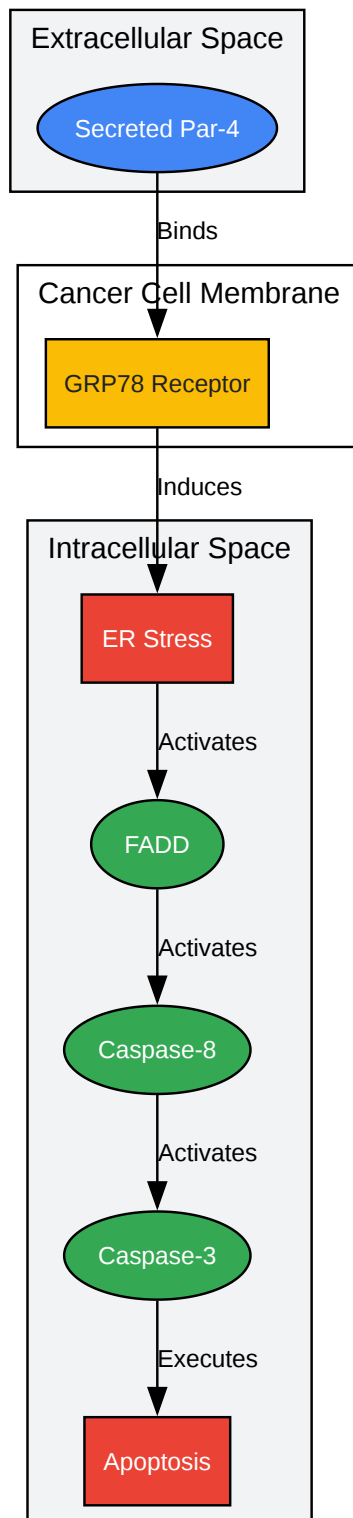 Extracellular Space
Secreted Par-4
Binds
Cancer Cell Membrane
GRP78 Receptor
Induces
Intracellular Space
ER Stress
Activates
FADD
Activates
Caspase-8
Activates
Caspase-3
Executes
Apoptosis